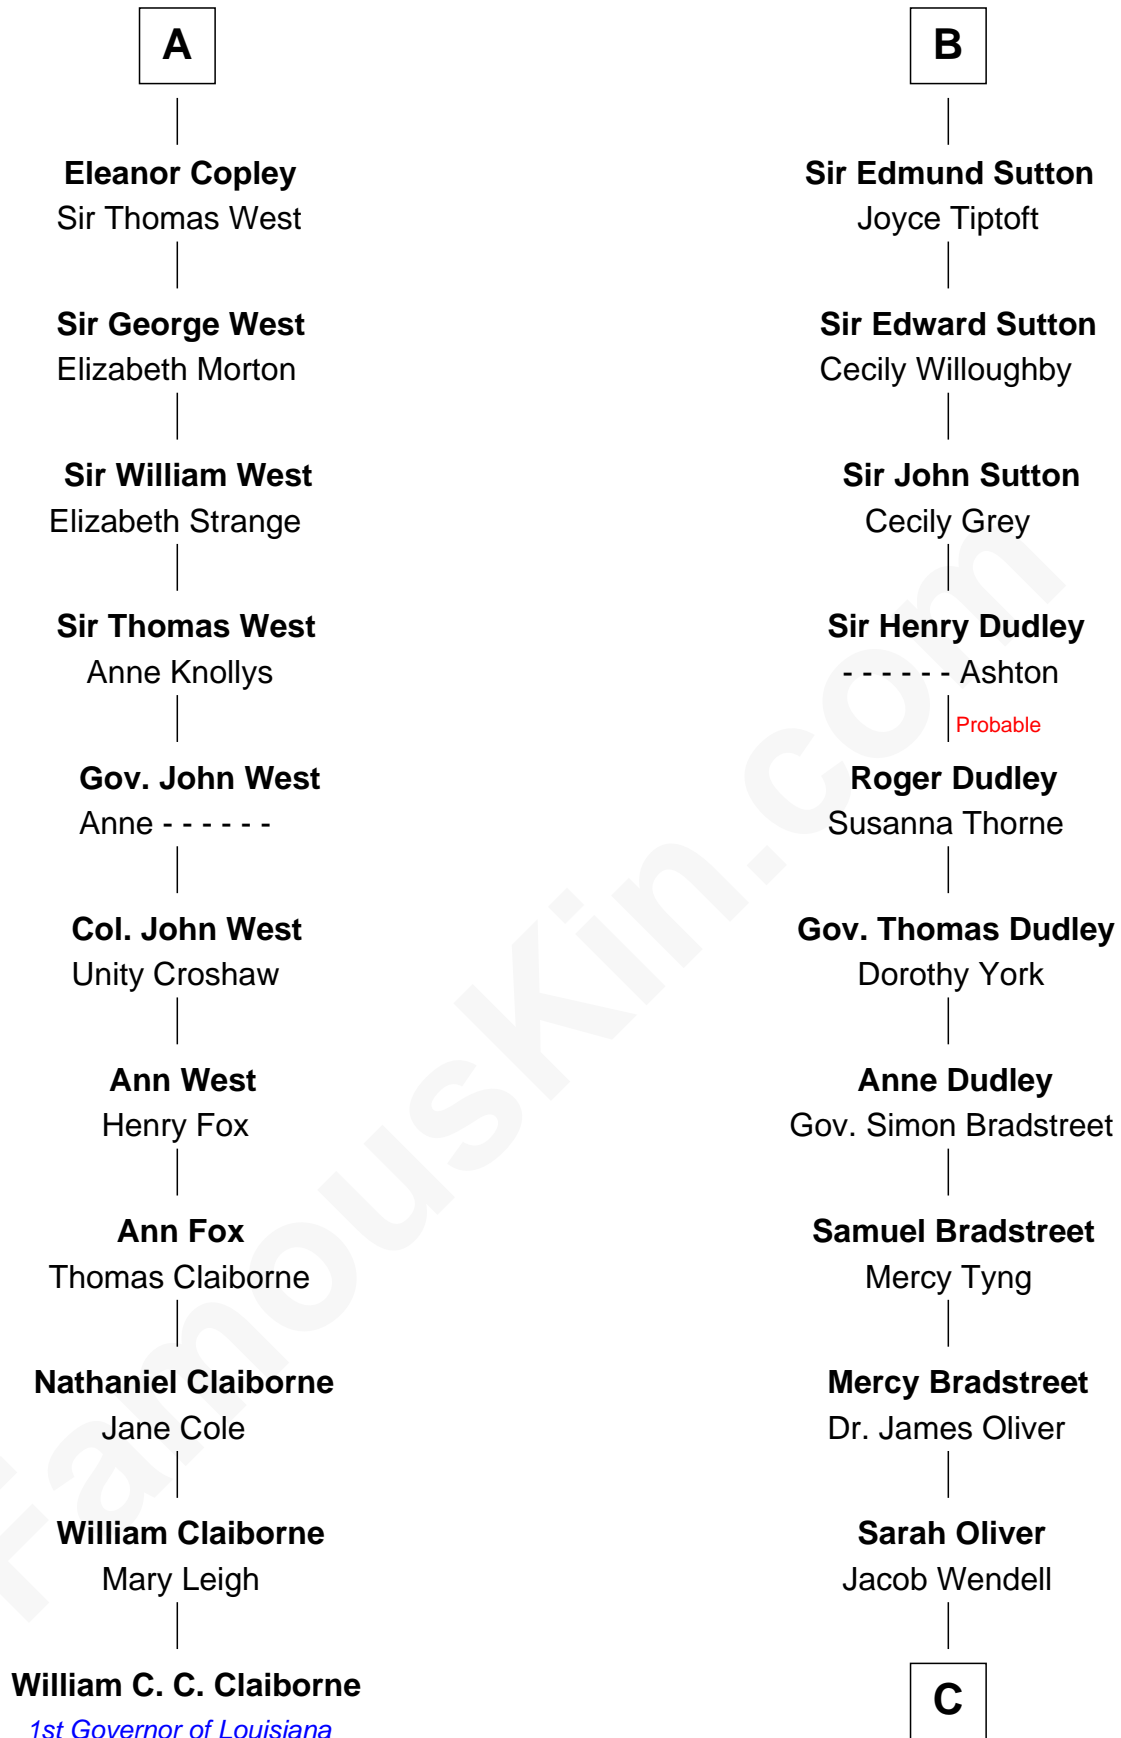 A
Eleanor Copley
Sir Thomas West
Sir George West
Elizabeth Morton
Sir William West
Elizabeth Strange
Sir Thomas West
Anne Knollys
Gov. John West
Anne - - - - - -
Col. John West
Unity Croshaw
Ann West
Henry Fox
Ann Fox
Thomas Claiborne
Nathaniel Claiborne
Jane Cole
William Claiborne
Mary Leigh
William C. C. Claiborne
1st Governor of Louisiana
B
Sir Edmund Sutton
Joyce Tiptoft
Sir Edward Sutton
Cecily Willoughby
Sir John Sutton
Cecily Grey
Sir Henry Dudley
- - - - - - Ashton
Probable
Roger Dudley
Susanna Thorne
Gov. Thomas Dudley
Dorothy York
Anne Dudley
Gov. Simon Bradstreet
Samuel Bradstreet
Mercy Tyng
Mercy Bradstreet
Dr. James Oliver
Sarah Oliver
Jacob Wendell
C
FamousKin.com